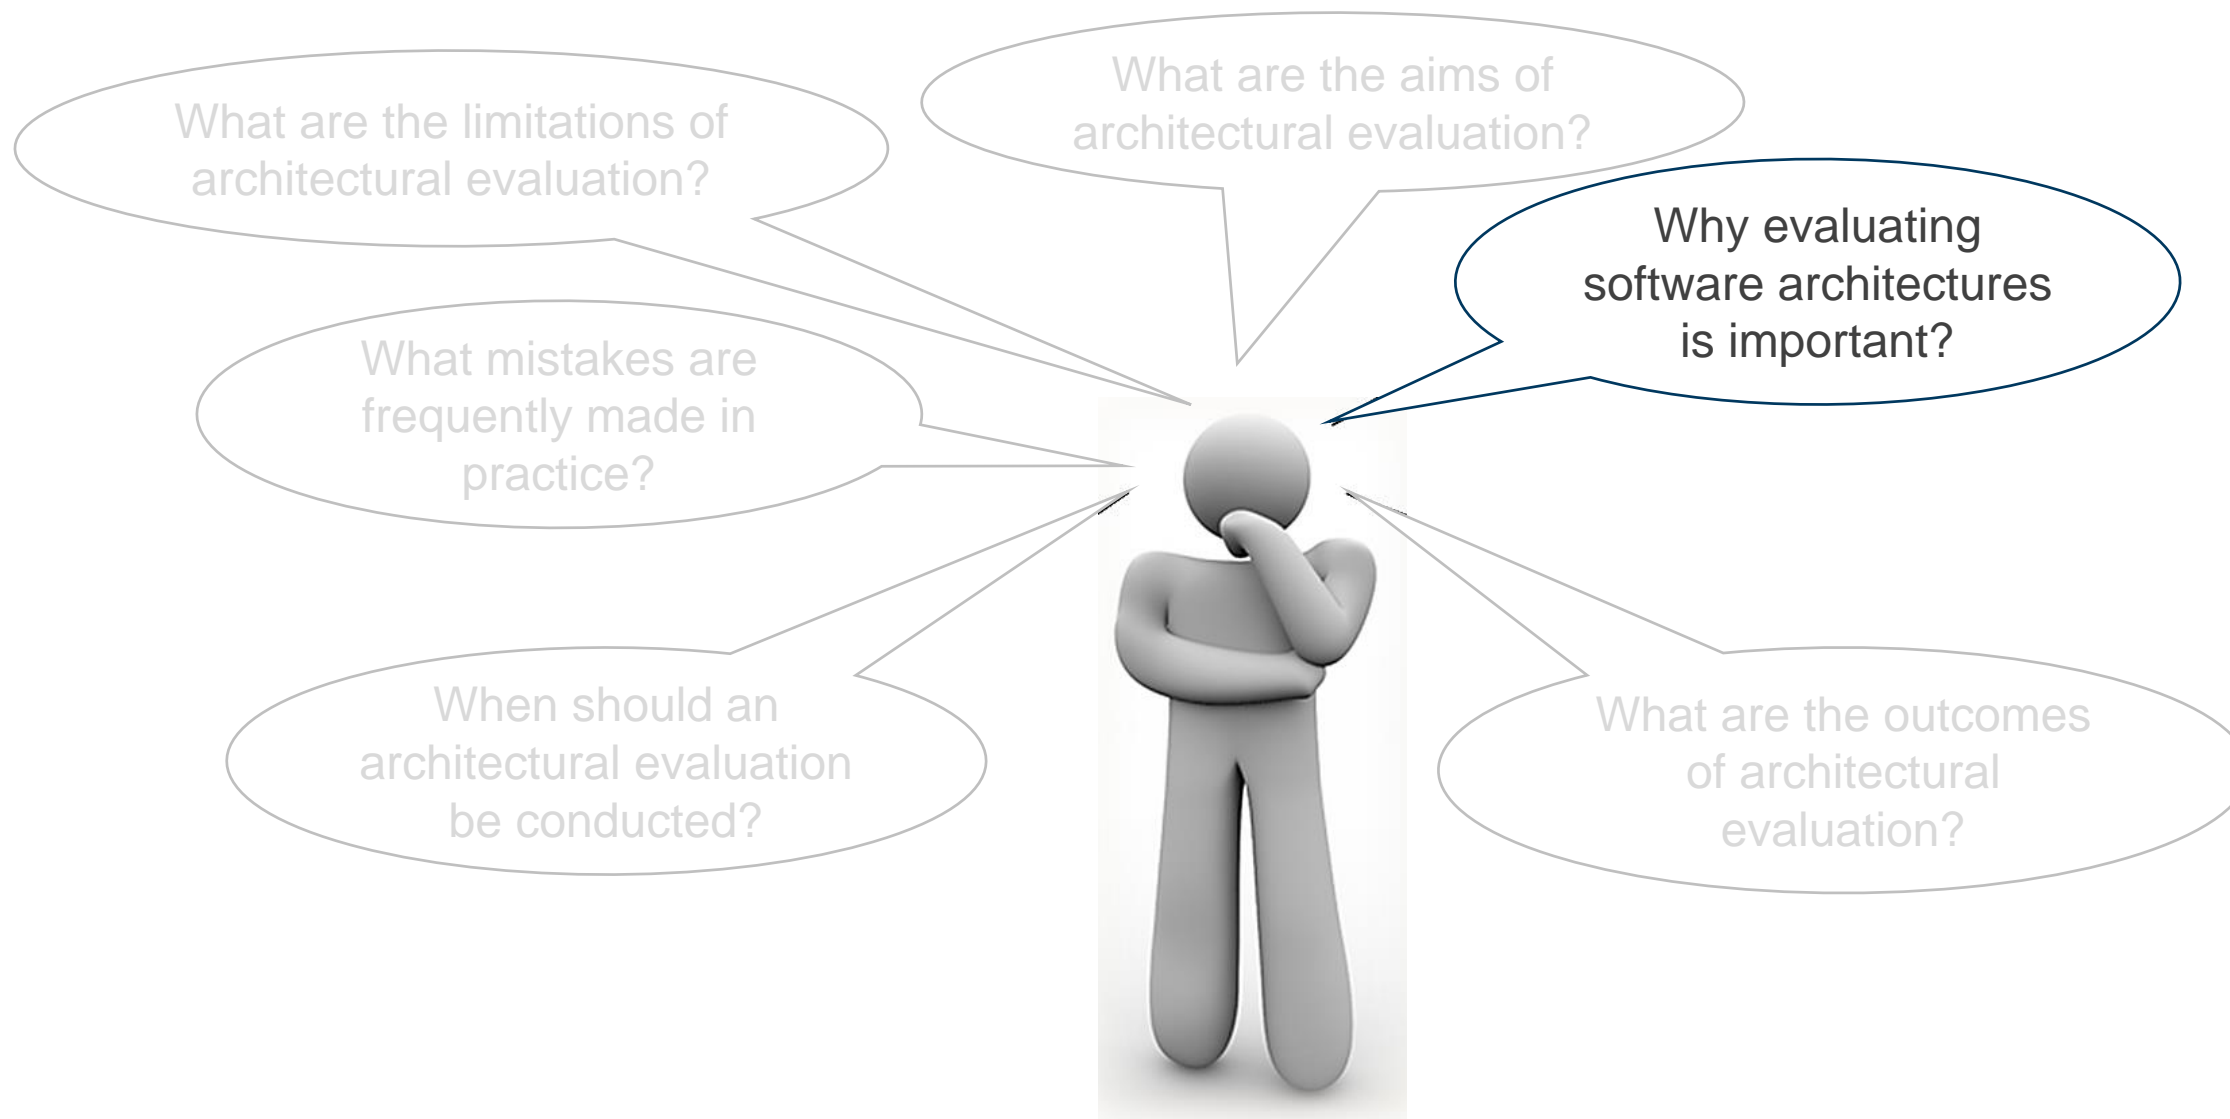 What are the limitations of
architectural evaluation?
What are the aims of
architectural evaluation?
Why evaluating
software architectures
is important?
What mistakes are
frequently made in
practice?
When should an
architectural evaluation
be conducted?
What are the outcomes
of architectural
evaluation?